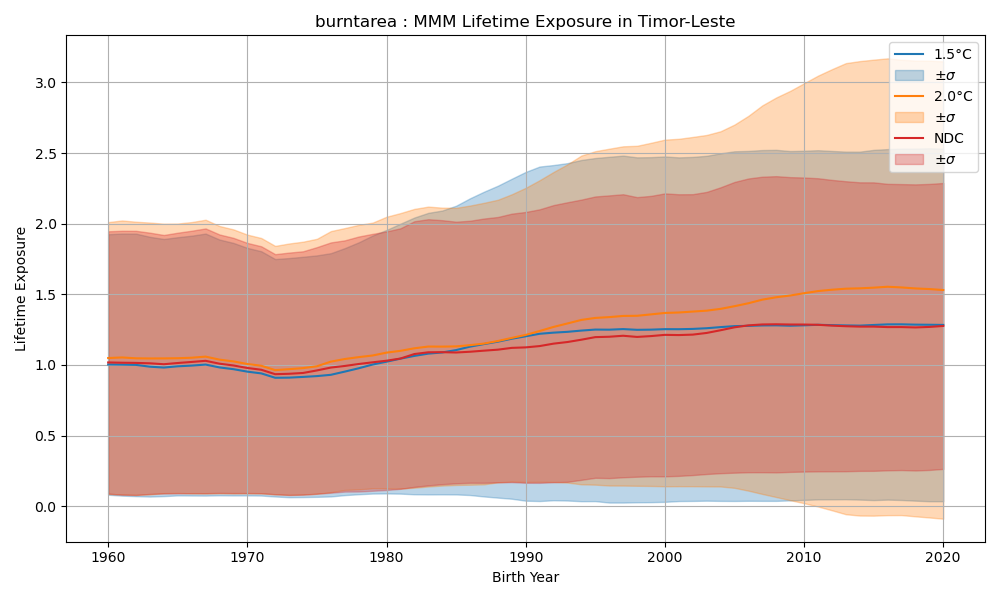 burntarea : MMM Lifetime Exposure in Timor-Leste
Lifetime Exposure
3.0
2.5
2.0
1.5
1.0
0.5
0.0
1960
1970
1980
1990
2000
2010
2020
Birth Year
1.5°C
±σ
2.0°C
±σ
NDC
±σ